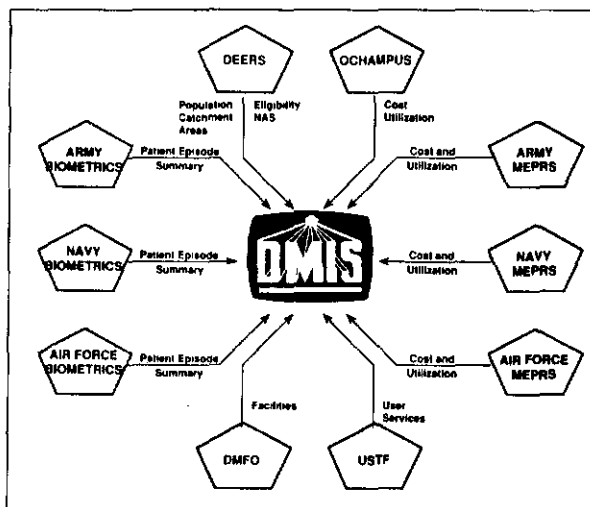 DEERS
OCHAMPUS
Population
Catchment
Areas
Eligibility
NAS
Cost
Utilization
ARMY
BIOMETRICS
Patient Episode
Summary
Cost and
Utilization
ARMY
MEPRS
NAVY
BIOMETRICS
Patient Episode
Summary
DMIS
Cost and
Utilization
NAVY
MEPRS
AIR FORCE
BIOMETRICS
Patient Episode
Summary
Cost and
Utilization
AIR FORCE
MEPRS
Facilities
User
Services
DMFO
USTF